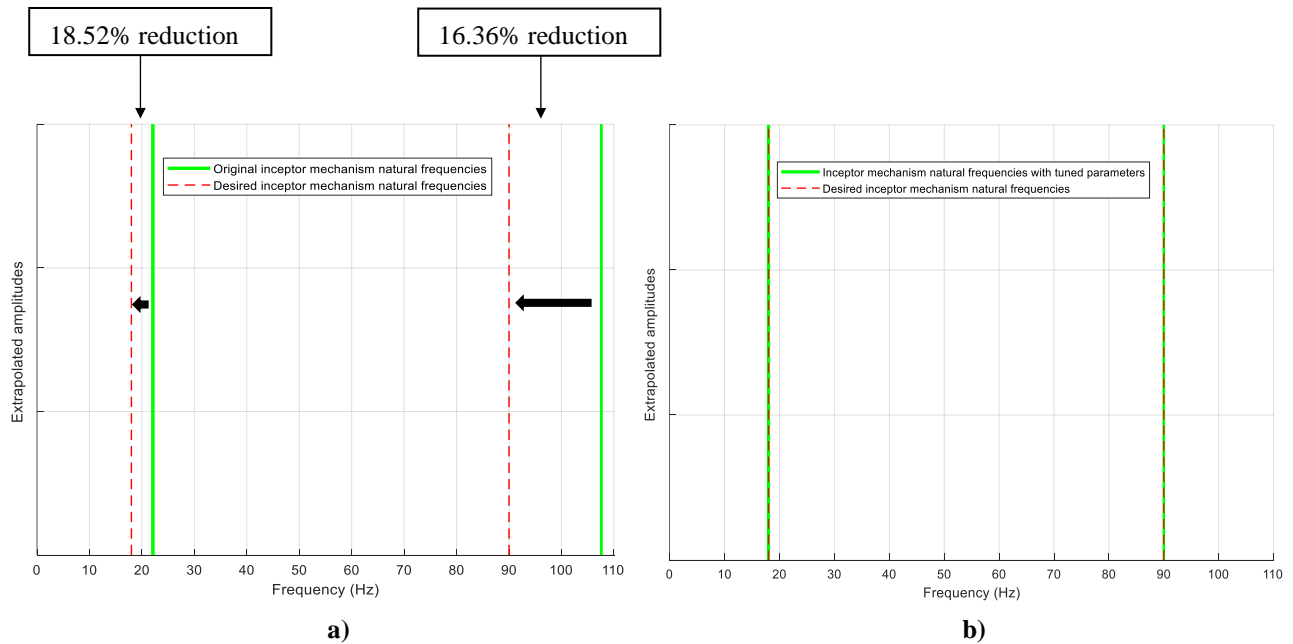 18.52% reduction
16.36% reduction
Original inceptor mechanism natural frequencies
Desired inceptor mechanism natural frequencies
Extrapolated amplitudes
0 10 20 30 40 50 60 70 80 90 100 110
Frequency (Hz)
a)
Inceptor mechanism natural frequencies with tuned parameters
Desired inceptor mechanism natural frequencies
Extrapolated amplitudes
0 10 20 30 40 50 60 70 80 90 100 110
Frequency (Hz)
b)